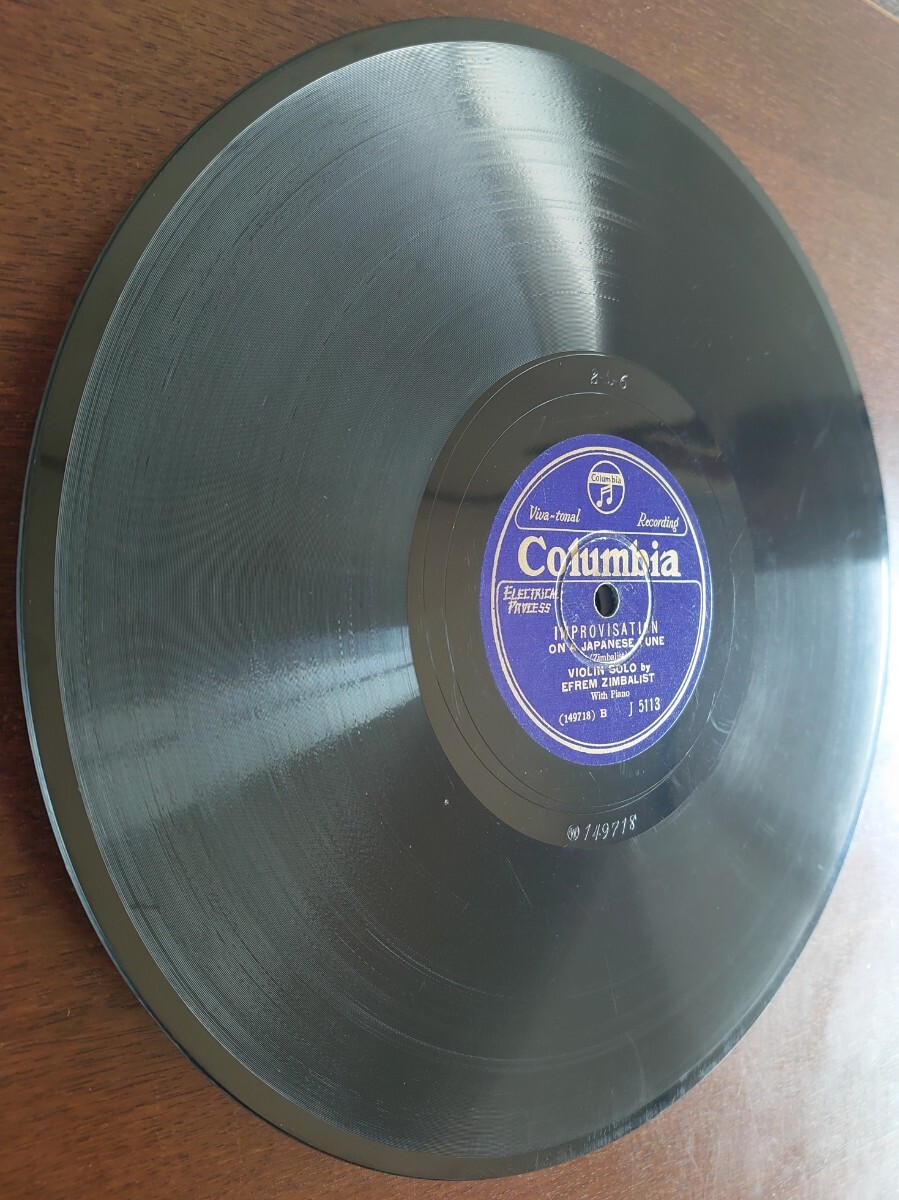 Columbia
Viva-tonal Recording
Columbia
ELECTRICAL
PROCESS
IMPROVISATION
ON A JAPANESE TUNE
(Zimbalist)
VIOLIN SOLO by
EFREM ZIMBALIST
With Piano
(149718) B J 5113
Ⓦ 149718